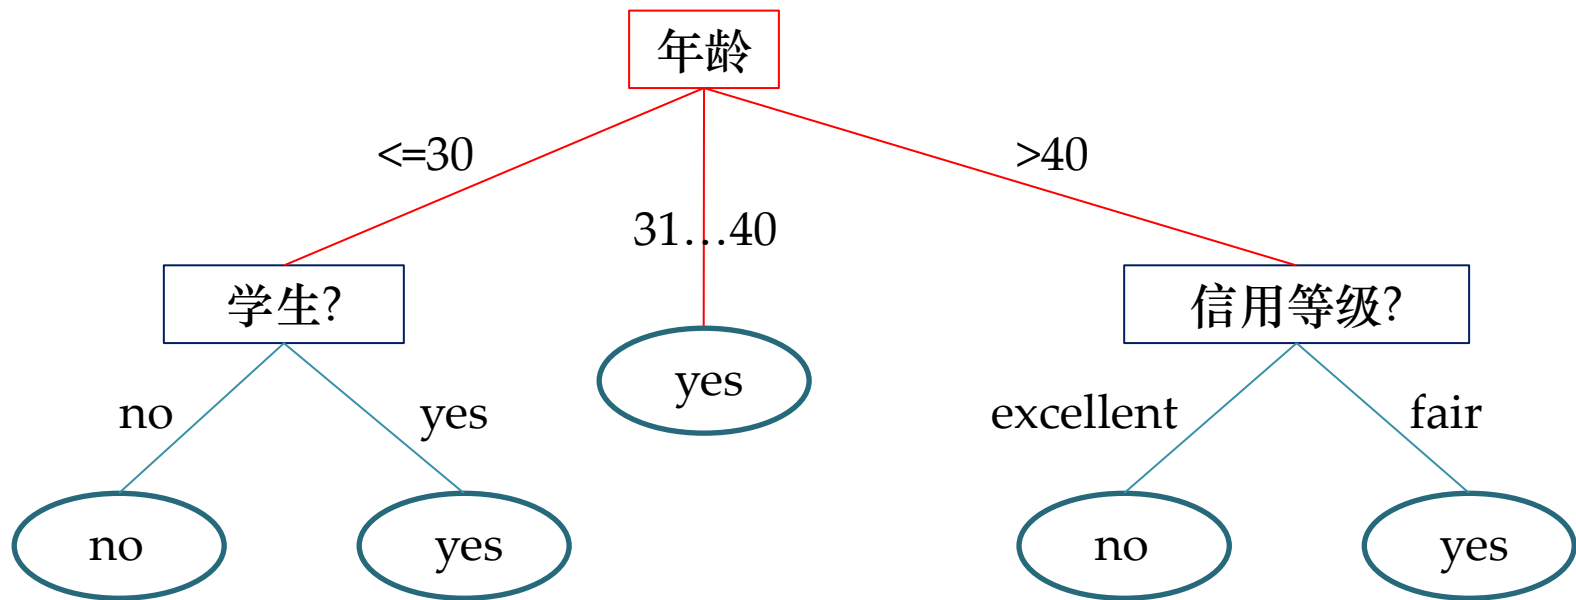 年龄
<=30
>40
31…40
学生?
信用等级?
yes
no
yes
excellent
fair
no
yes
no
yes